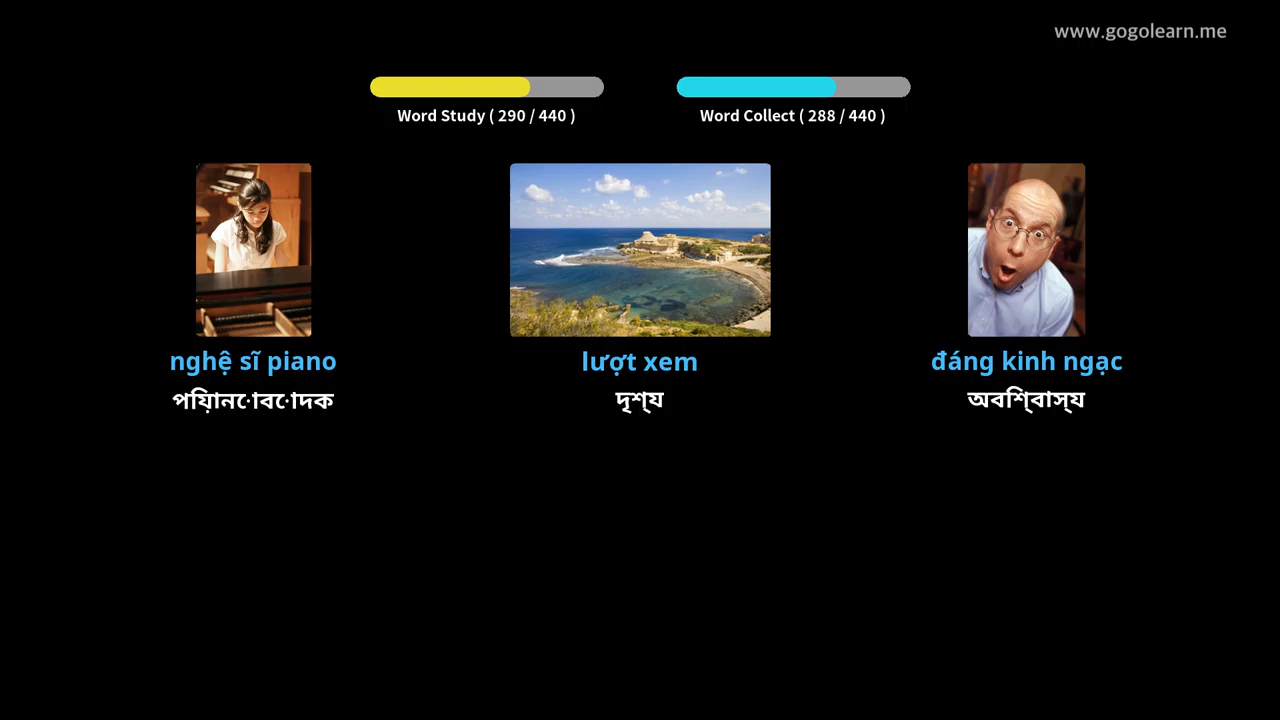 www.gogolearn.me
Word Study ( 290 / 440 )
Word Collect ( 288 / 440 )
nghệ sĩ piano
lượt xem
đáng kinh ngạc
পিয়ানোবাদক
দৃশ্য
অবিশ্বাস্য